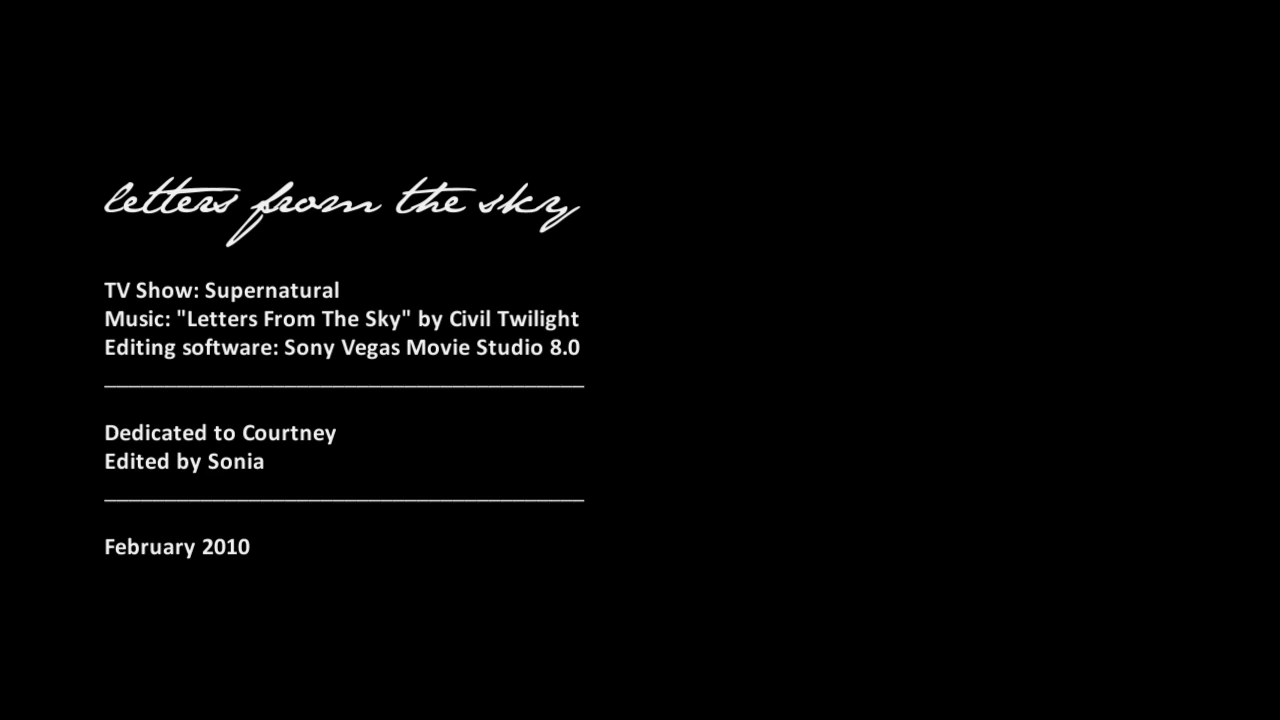 letters from the sky
TV Show: Supernatural
Music: "Letters From The Sky" by Civil Twilight
Editing software: Sony Vegas Movie Studio 8.0
Dedicated to Courtney
Edited by Sonia
February 2010